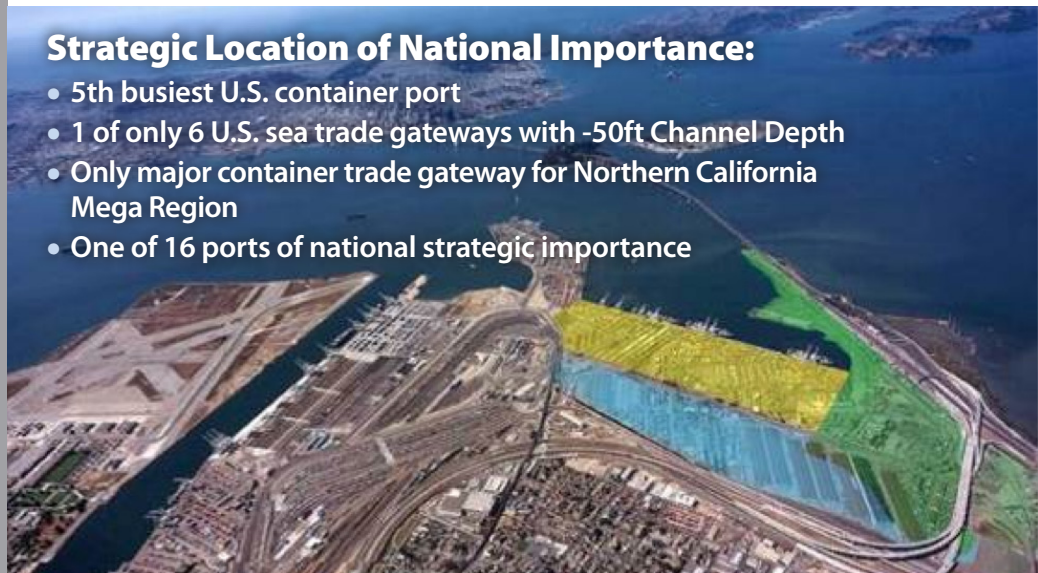 Strategic Location of National Importance:
• 5th busiest U.S. container port
• 1 of only 6 U.S. sea trade gateways with -50ft Channel Depth
• Only major container trade gateway for Northern California
Mega Region
• One of 16 ports of national strategic importance